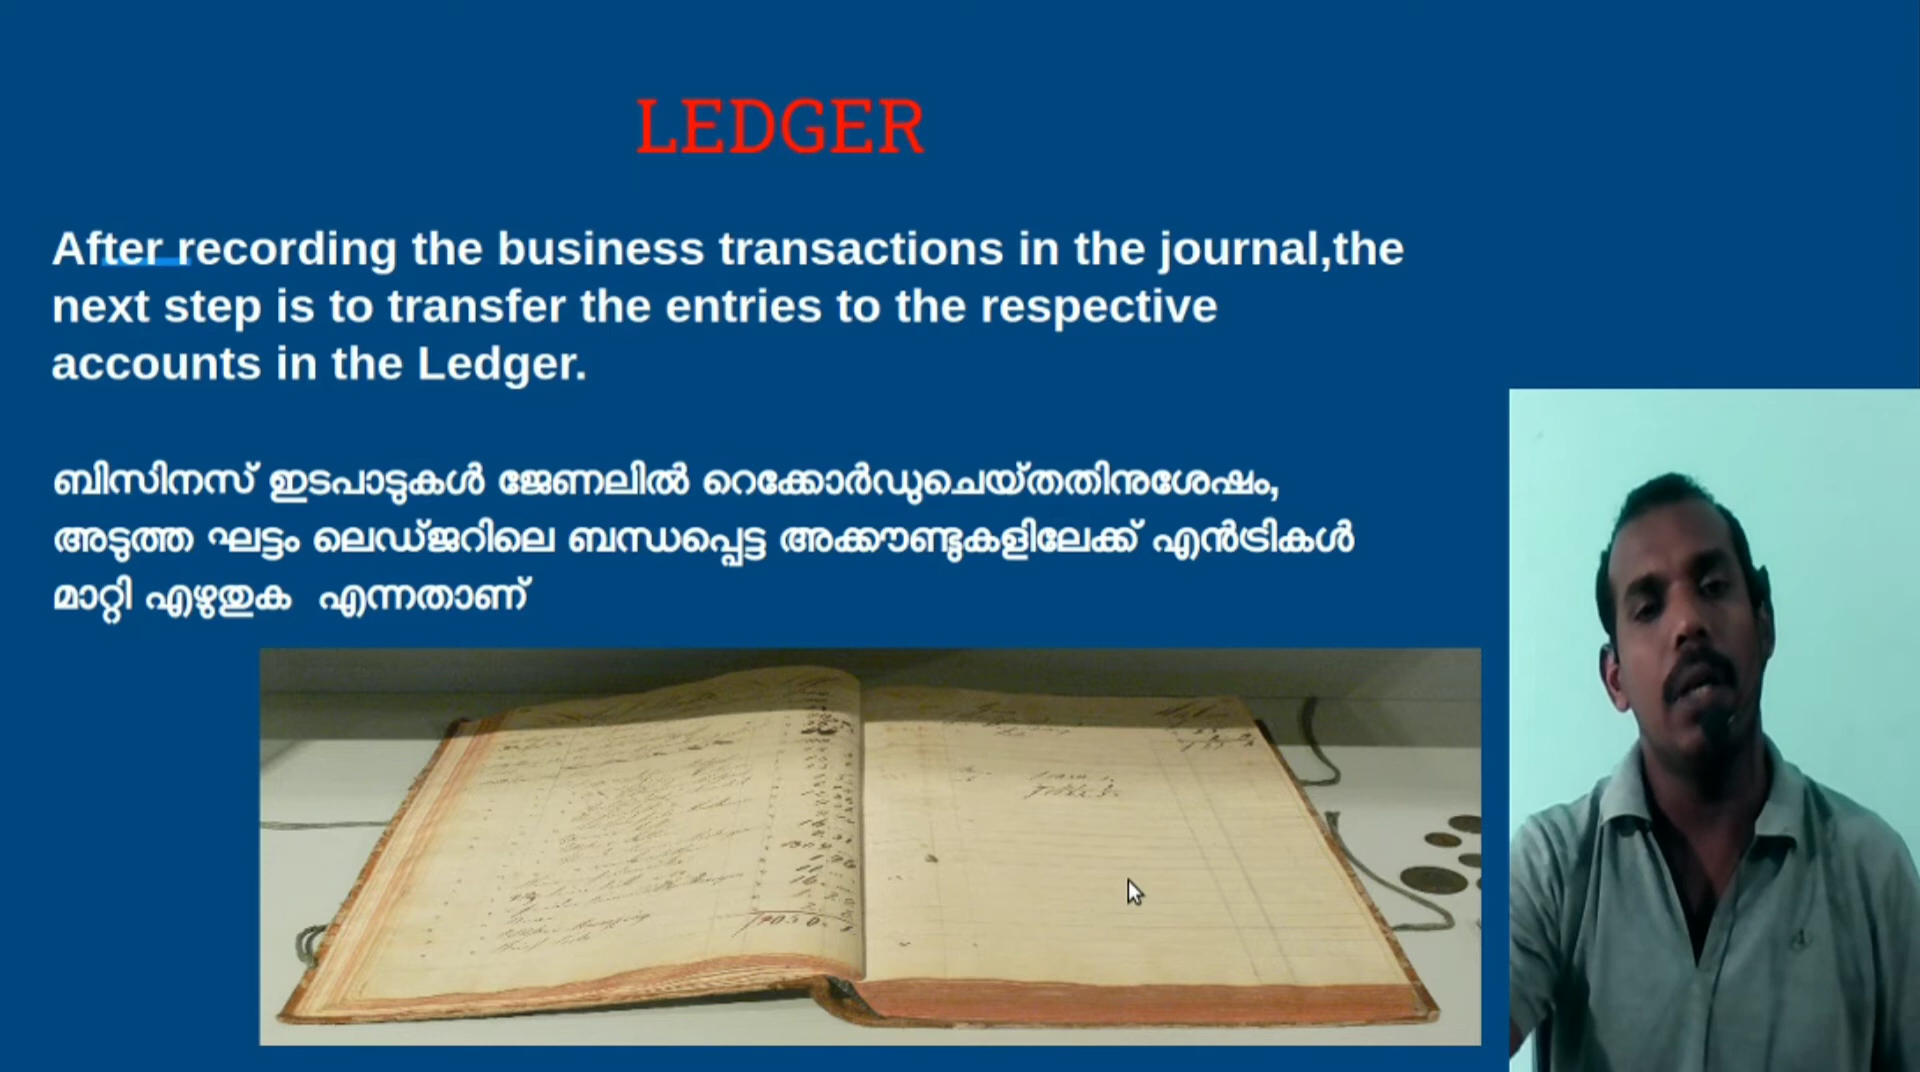 LEDGER
After recording the business transactions in the journal,the
next step is to transfer the entries to the respective
accounts in the Ledger.
ബിസിനസ് ഇടപാടുകൾ ജേണലിൽ റെക്കോർഡുചെയ്തതിനുശേഷം,
അടുത്ത ഘട്ടം ലെഡ്ജറിലെ ബന്ധപ്പെട്ട അക്കൗണ്ടുകളിലേക്ക് എൻട്രികൾ
മാറ്റി എഴുതുക എന്നതാണ്